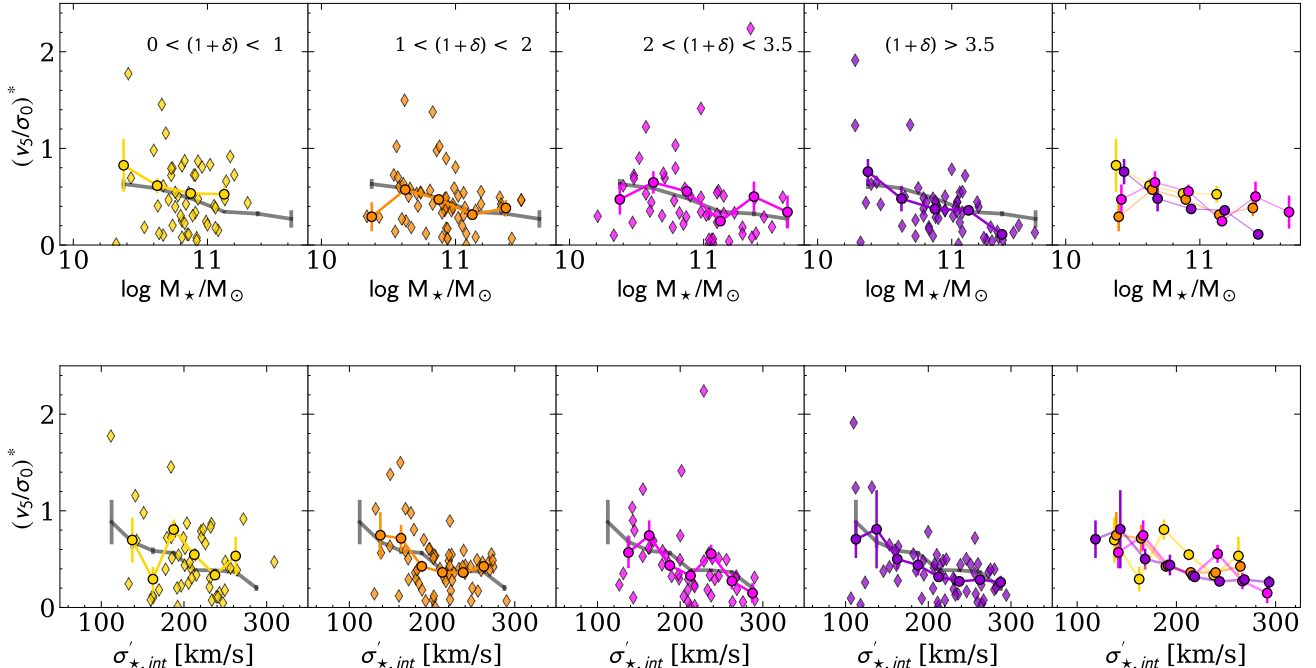 0 < (1+δ) < 1
1 < (1+δ) < 2
2 < (1+δ) < 3.5
(1+δ) > 3.5
2
1
0
(v₅/σ₀)*
10 11
10 11
10 11
10 11
10 11
log M⋆/M⊙
log M⋆/M⊙
log M⋆/M⊙
log M⋆/M⊙
log M⋆/M⊙
2
1
0
(v₅/σ₀)*
100 200 300
100 200 300
100 200 300
100 200 300
100 200 300
σ′⋆,int [km/s]
σ′⋆,int [km/s]
σ′⋆,int [km/s]
σ′⋆,int [km/s]
σ′⋆,int [km/s]